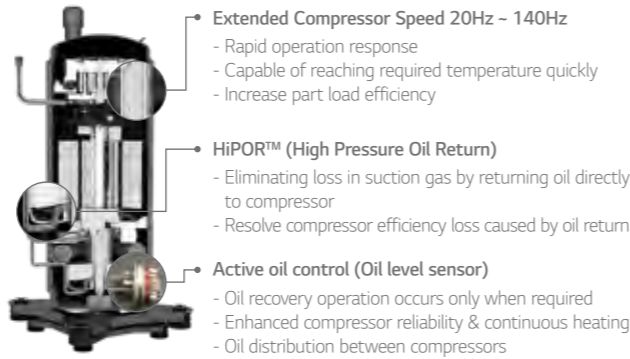 Extended Compressor Speed 20Hz ~ 140Hz
- Rapid operation response
- Capable of reaching required temperature quickly
- Increase part load efficiency
HiPOR™ (High Pressure Oil Return)
- Eliminating loss in suction gas by returning oil directly
to compressor
- Resolve compressor efficiency loss caused by oil return
Active oil control (Oil level sensor)
- Oil recovery operation occurs only when required
- Enhanced compressor reliability & continuous heating
- Oil distribution between compressors